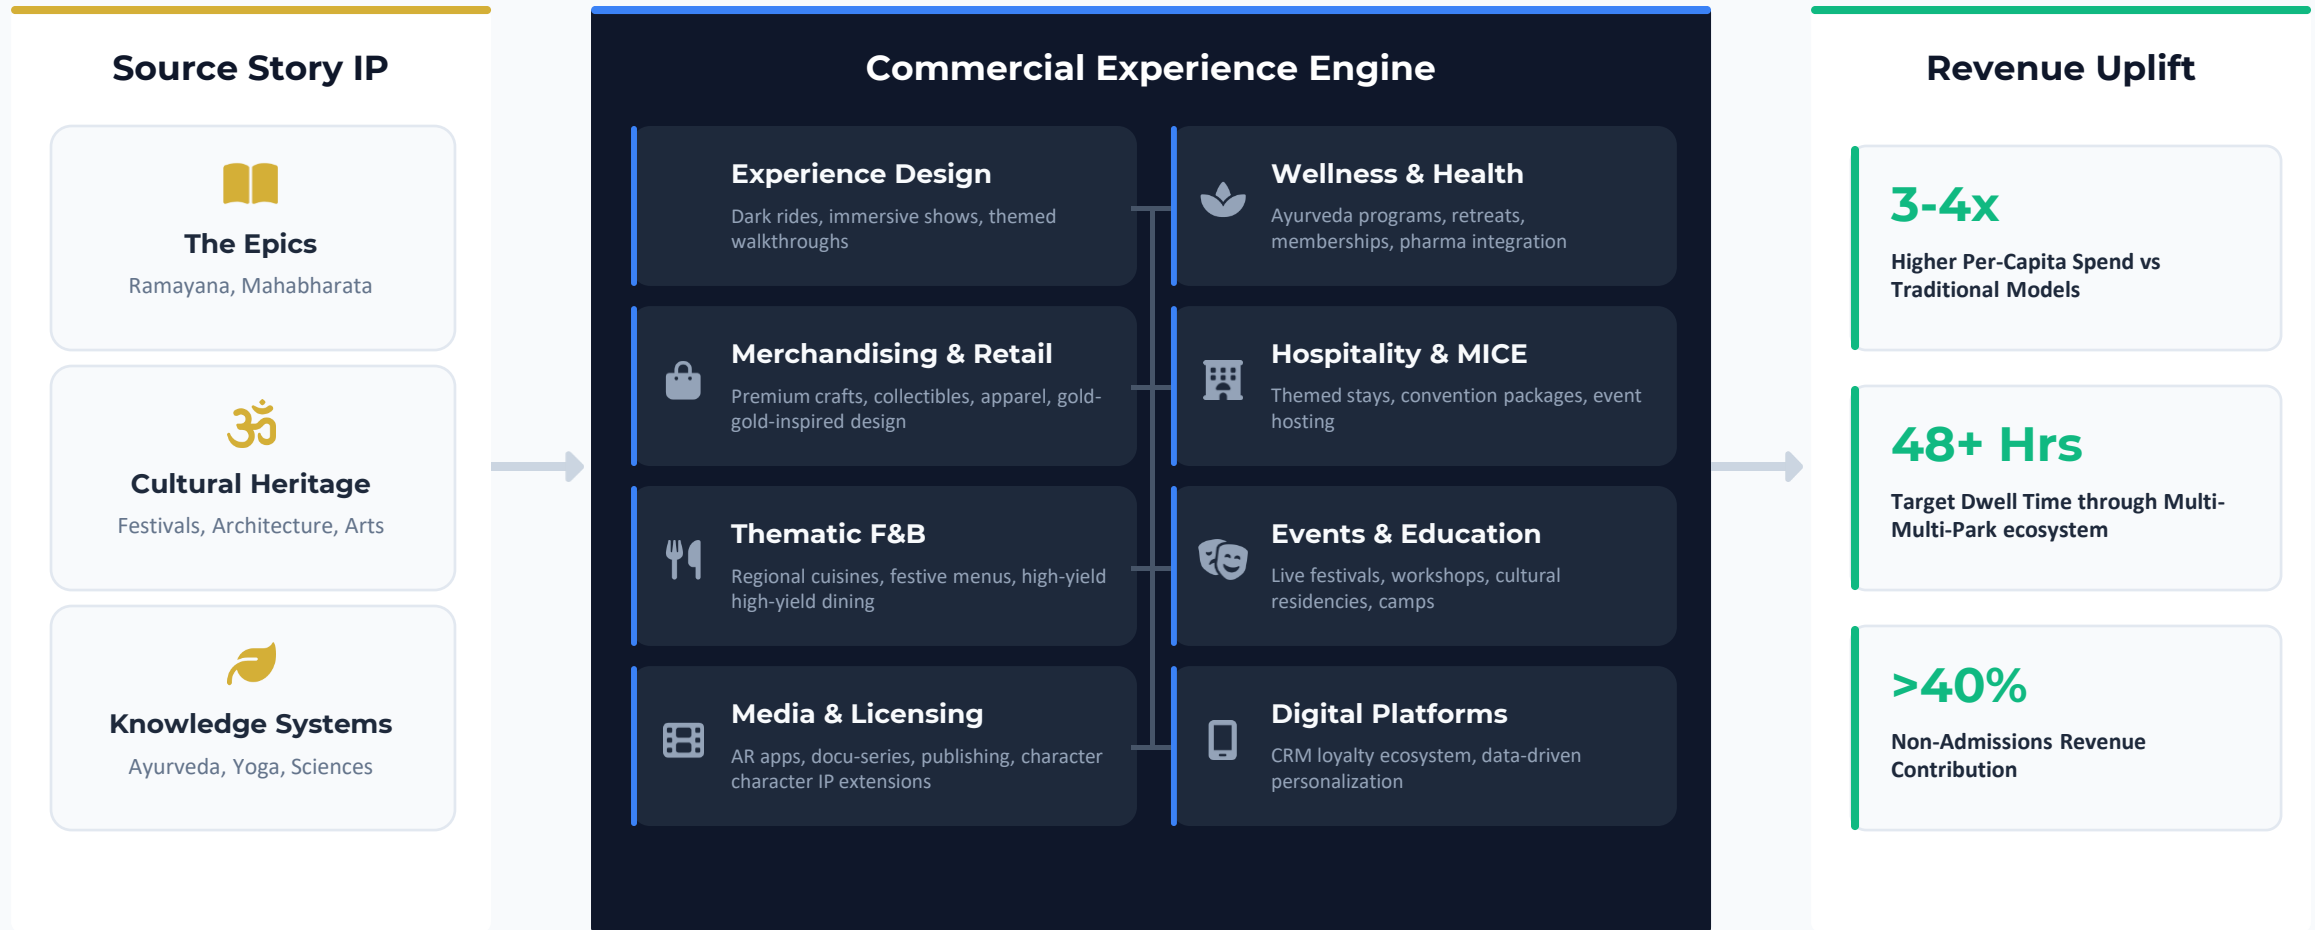 Source Story IP
The Epics
Ramayana, Mahabharata
Cultural Heritage
Festivals, Architecture, Arts
Knowledge Systems
Ayurveda, Yoga, Sciences
Commercial Experience Engine
Experience Design
Dark rides, immersive shows, themed
walkthroughs
Wellness & Health
Ayurveda programs, retreats,
memberships, pharma integration
Merchandising & Retail
Premium crafts, collectibles, apparel, gold-
gold-inspired design
Hospitality & MICE
Themed stays, convention packages, event
hosting
Thematic F&B
Regional cuisines, festive menus, high-yield
high-yield dining
Events & Education
Live festivals, workshops, cultural
residencies, camps
Media & Licensing
AR apps, docu-series, publishing, character
character IP extensions
Digital Platforms
CRM loyalty ecosystem, data-driven
personalization
Revenue Uplift
3-4x
Higher Per-Capita Spend vs
Traditional Models
48+ Hrs
Target Dwell Time through Multi-
Multi-Park ecosystem
>40%
Non-Admissions Revenue
Contribution